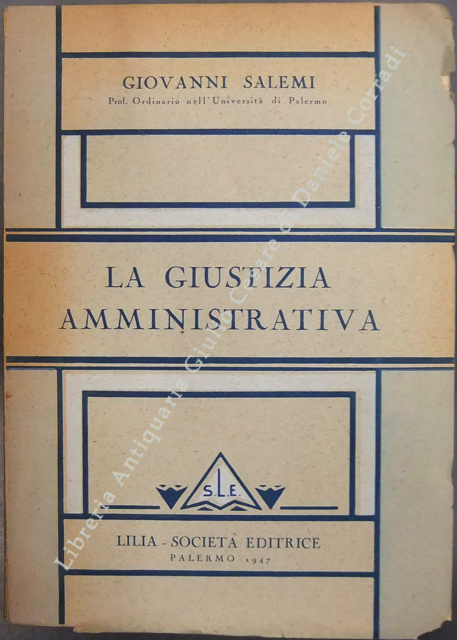 GIOVANNI SALEMI
Prof. Ordinario nell'Università di Palermo
LA GIUSTIZIA
AMMINISTRATIVA
S.L.E.
LILIA - SOCIETÀ EDITRICE
PALERMO 1947
Libreria Antiquaria Giulio Cesare di Daniele Corradi